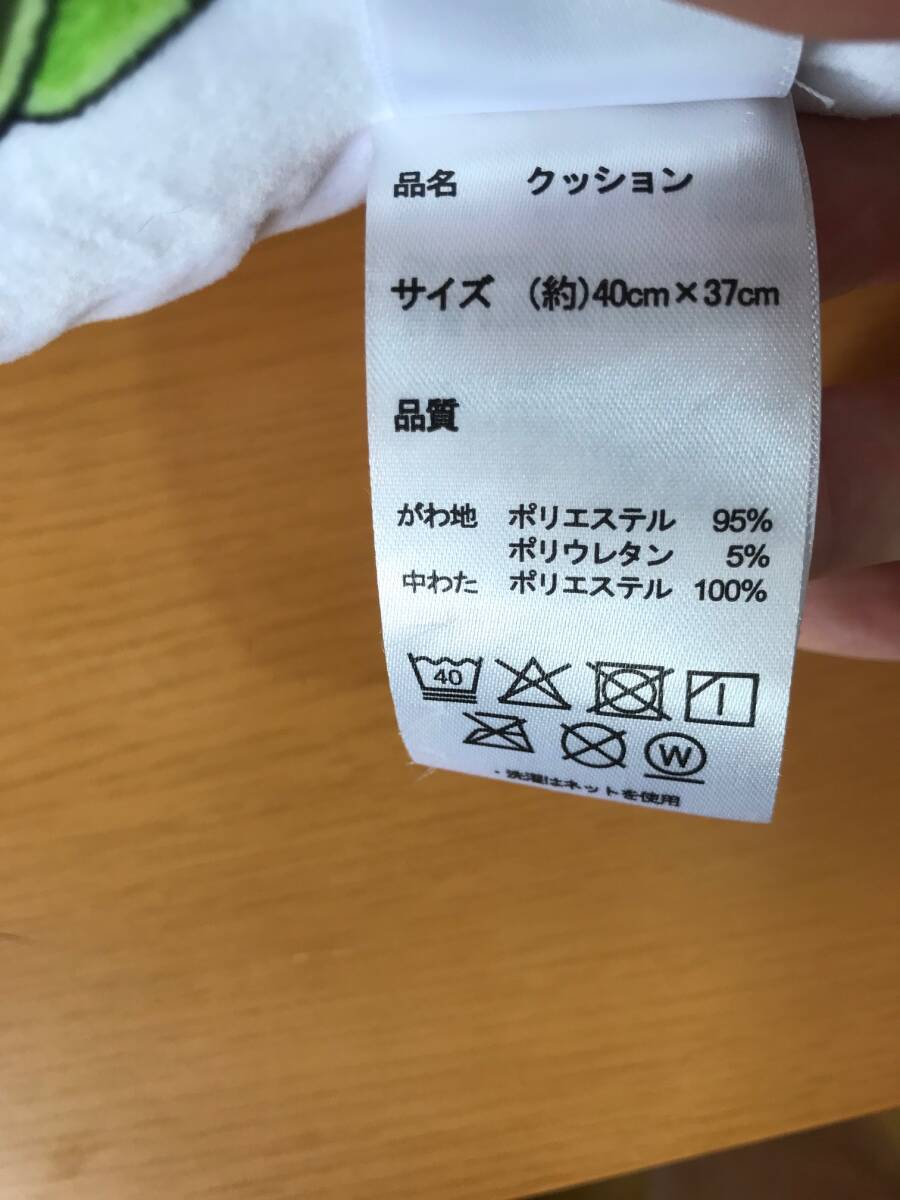 品名 クッション
サイズ (約)40cm×37cm
品質
がわ地 ポリエステル 95%
ポリウレタン 5%
中わた ポリエステル 100%
40
W
・洗濯はネットを使用